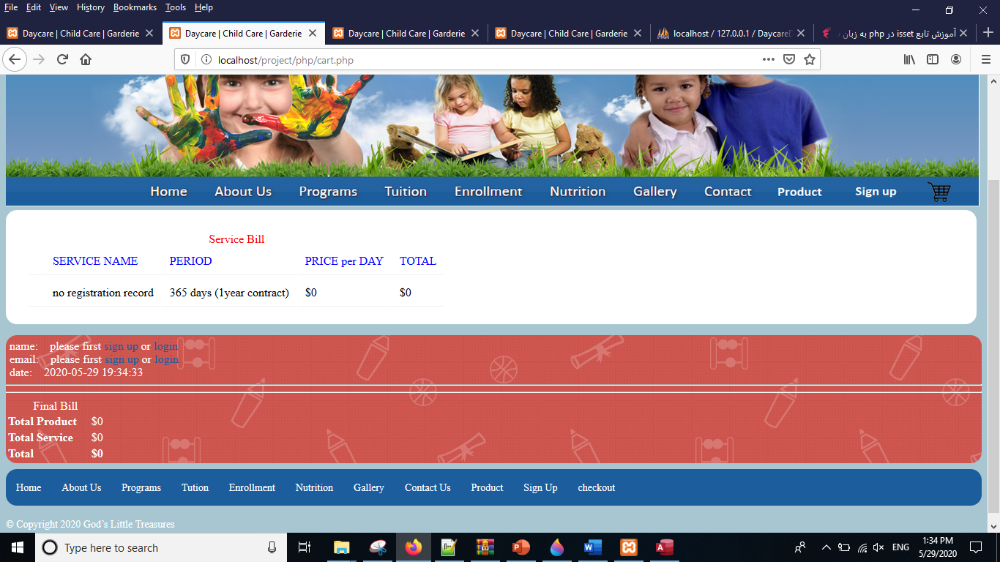 File Edit View History Bookmarks Tools Help
Daycare | Child Care | Garderie
Daycare | Child Care | Garderie
Daycare | Child Care | Garderie
Daycare | Child Care | Garderie
localhost / 127.0.0.1 / Daycare
آموزش تابع isset در php به زبان
localhost/project/php/cart.php
Home About Us Programs Tuition Enrollment Nutrition Gallery Contact Product Sign up
Service Bill
SERVICE NAME PERIOD PRICE per DAY TOTAL
no registration record 365 days (1year contract) $0 $0
name: please first sign up or login
email: please first sign up or login
date: 2020-05-29 19:34:33
Final Bill
Total Product $0
Total Service $0
Total $0
Home About Us Programs Tution Enrollment Nutrition Gallery Contact Us Product Sign Up checkout
© Copyright 2020 God's Little Treasures
Type here to search
ENG
1:34 PM
5/29/2020